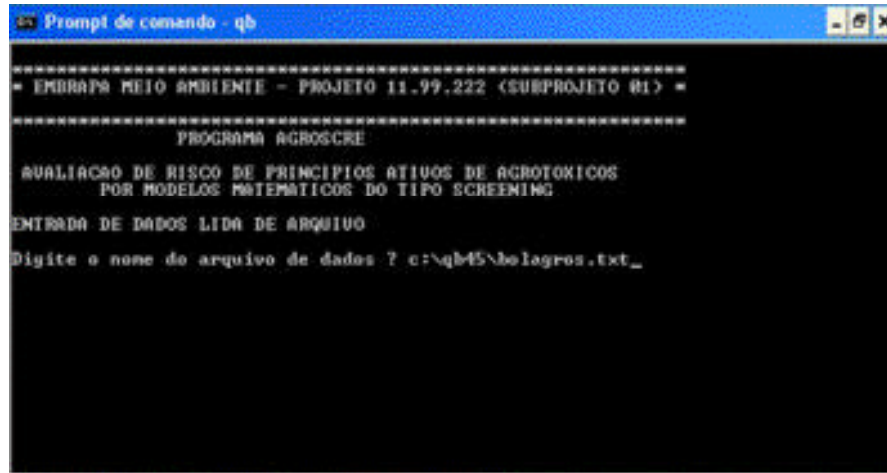 Prompt de comando - qb
**************************************************************
* EMBRAPA MEIO AMBIENTE - PROJETO 11.99.222 (SUBPROJETO 01) *
**************************************************************
PROGRAMA AGROSCRE
AVALIACAO DE RISCO DE PRINCIPIOS ATIVOS DE AGROTOXICOS
POR MODELOS MATEMATICOS DO TIPO SCREENING
ENTRADA DE DADOS LIDA DE ARQUIVO
Digite o nome do arquivo de dados ? c:\qb45\bolagros.txt_